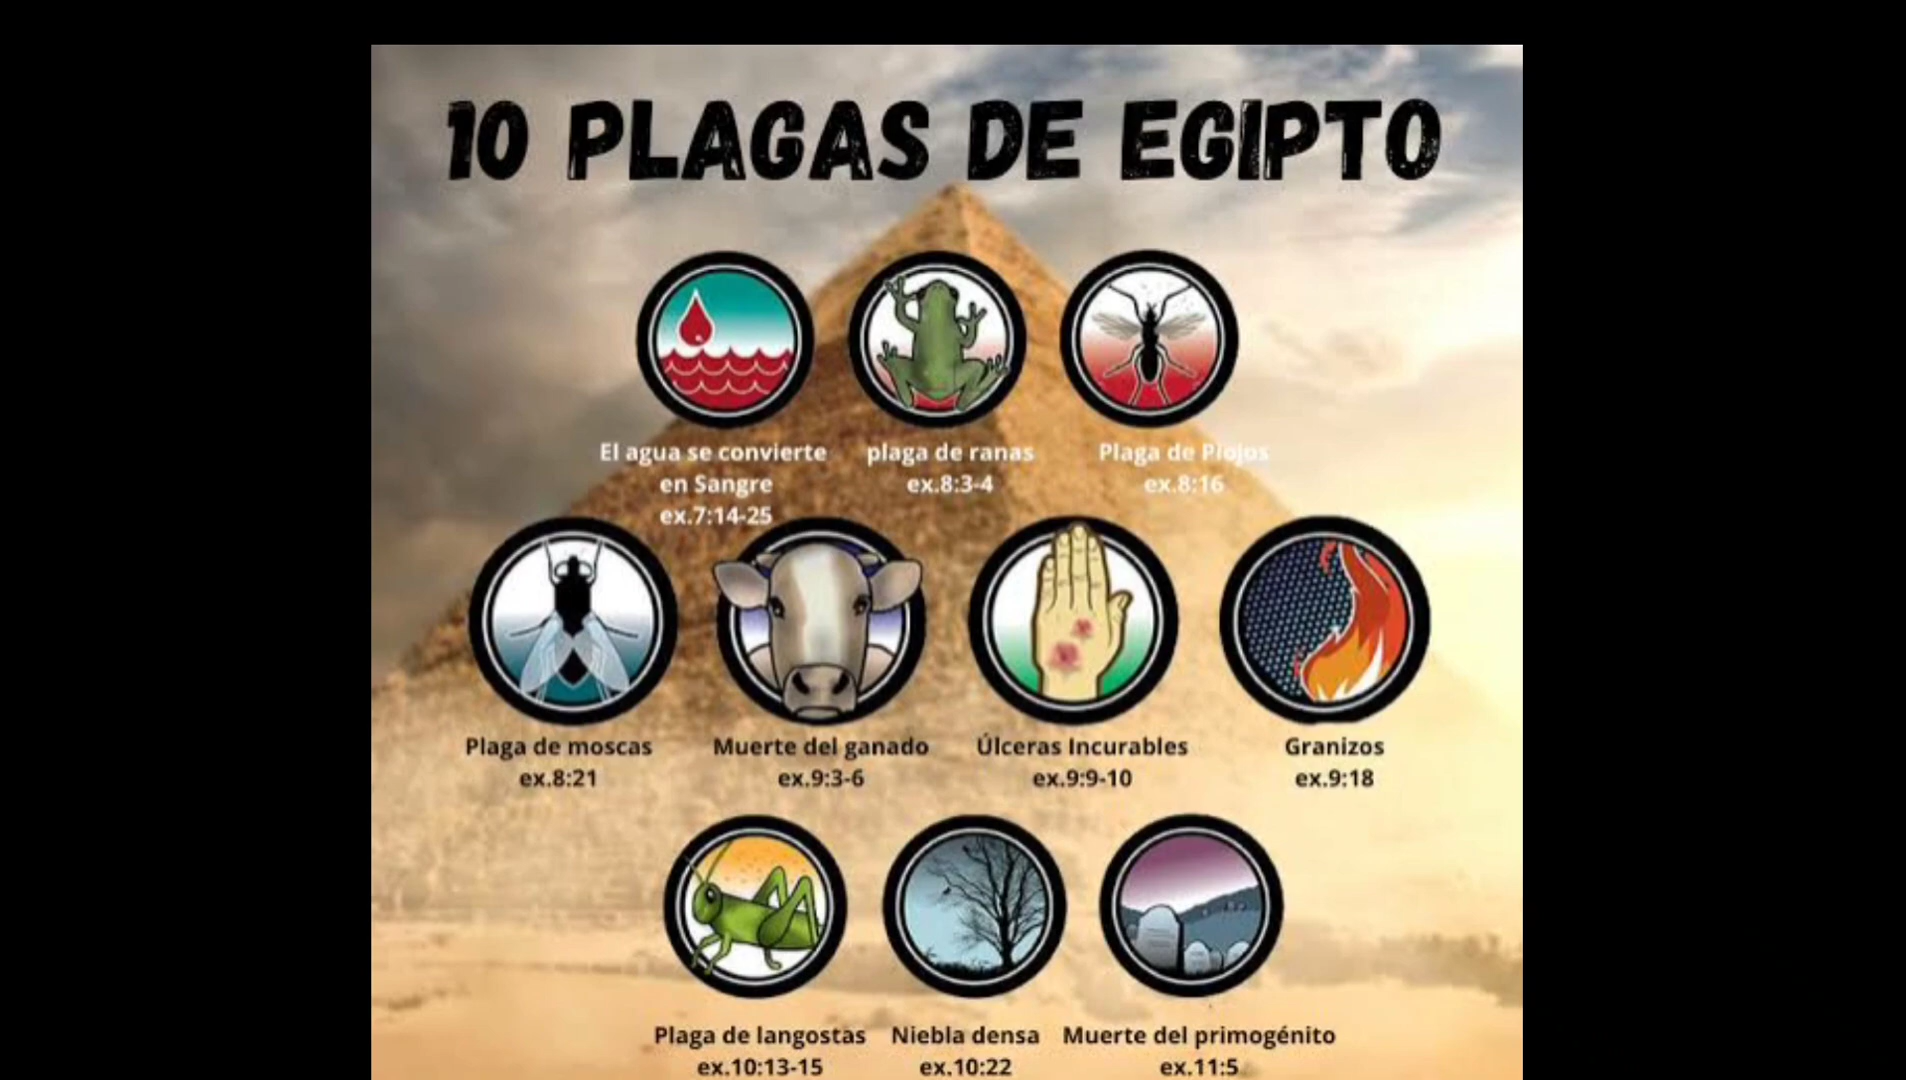 10 PLAGAS DE EGIPTO
El agua se convierte
en Sangre
ex.7:14-25
plaga de ranas
ex.8:3-4
Plaga de Piojos
ex.8:16
Plaga de moscas
ex.8:21
Muerte del ganado
ex.9:3-6
Úlceras Incurables
ex.9:9-10
Granizos
ex.9:18
Plaga de langostas
ex.10:13-15
Niebla densa
ex.10:22
Muerte del primogénito
ex.11:5